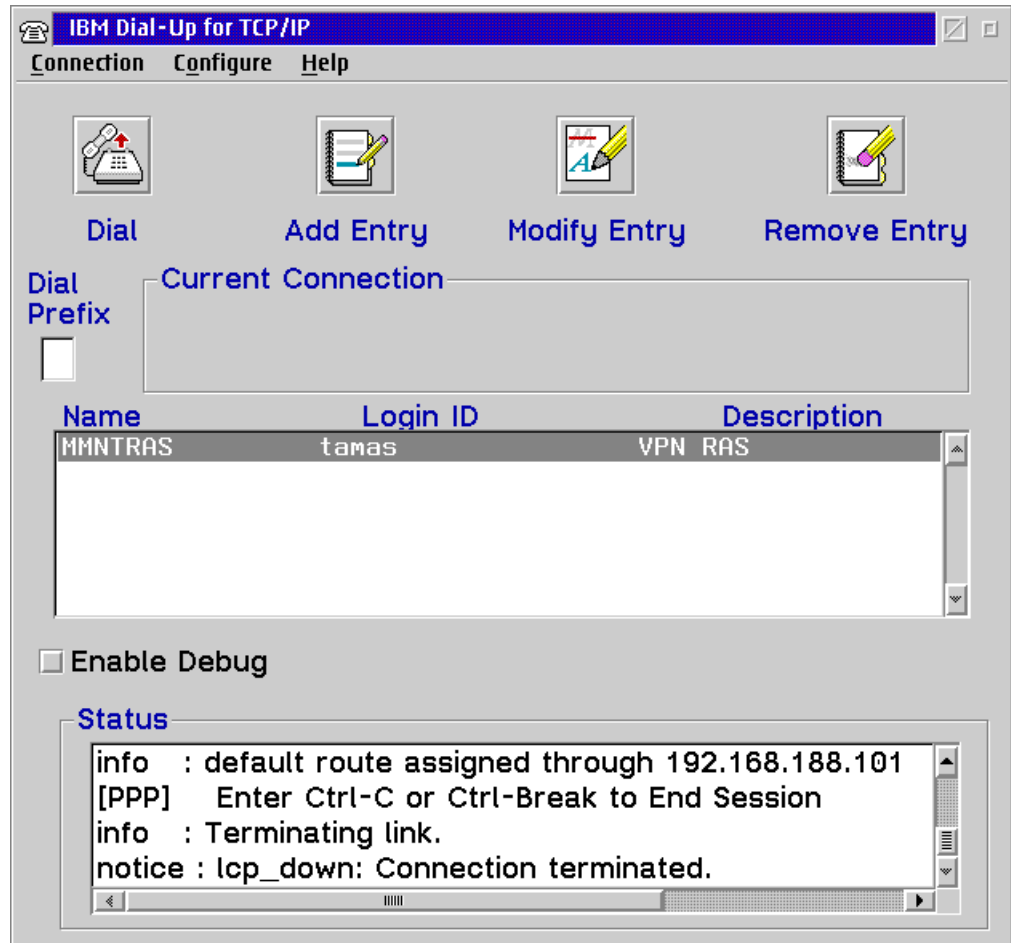 IBM Dial-Up for TCP/IP
Connection Configure Help
Dial Add Entry Modify Entry Remove Entry
Dial Prefix
Current Connection
Name Login ID Description
MMNTRAS tamas VPN RAS
Enable Debug
Status
info : default route assigned through 192.168.188.101
[PPP] Enter Ctrl-C or Ctrl-Break to End Session
info : Terminating link.
notice : lcp_down: Connection terminated.